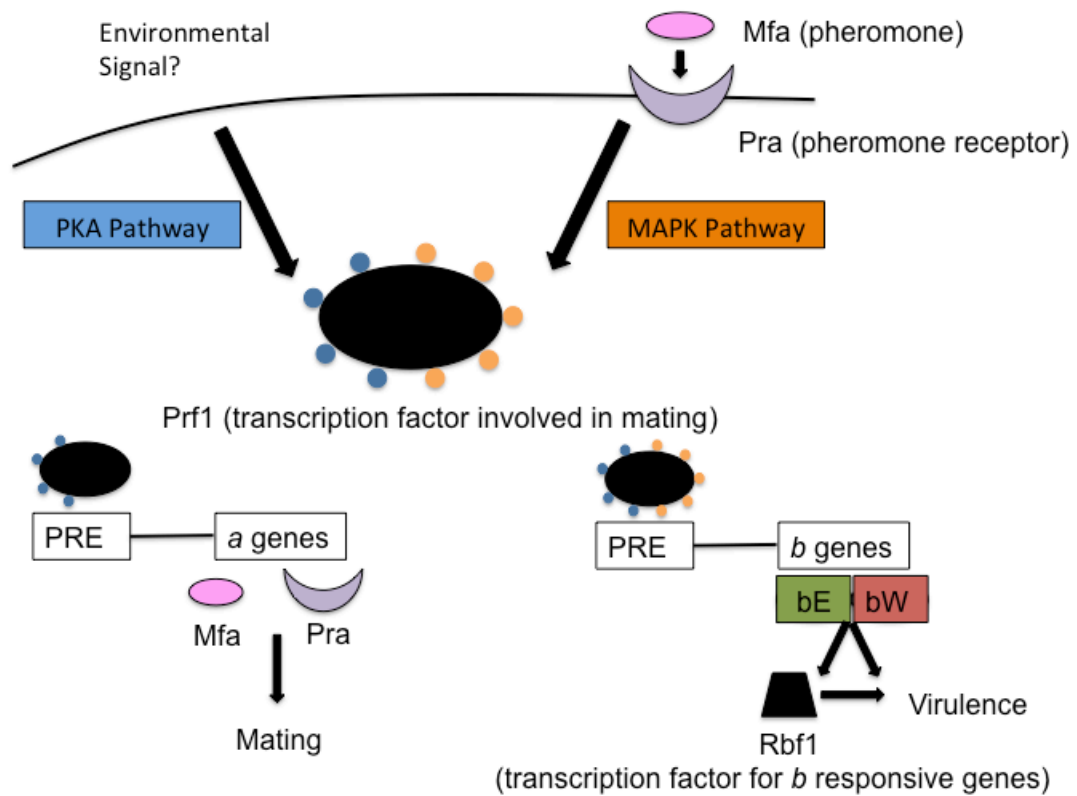 Environmental
Signal?
Mfa (pheromone)
Pra (pheromone receptor)
PKA Pathway
MAPK Pathway
Prf1 (transcription factor involved in mating)
PRE
a genes
Mfa
Pra
Mating
PRE
b genes
bE
bW
Virulence
Rbf1
(transcription factor for b responsive genes)